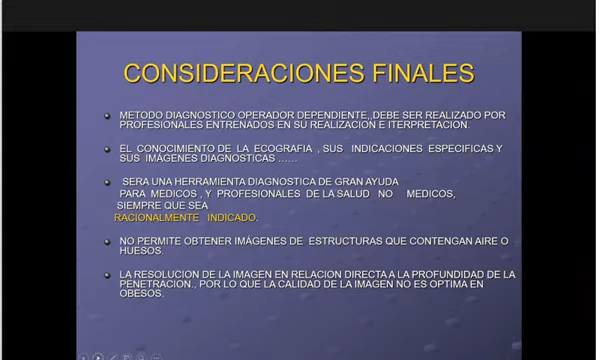 CONSIDERACIONES FINALES
METODO DIAGNOSTICO OPERADOR DEPENDIENTE,,DEBE SER REALIZADO POR
PROFESIONALES ENTRENADOS EN SU REALIZACION E ITERPRETACION.
EL CONOCIMIENTO DE LA ECOGRAFIA , SUS INDICACIONES ESPECIFICAS Y
SUS IMÁGENES DIAGNOSTICAS ......
SERA UNA HERRAMIENTA DIAGNOSTICA DE GRAN AYUDA
PARA MEDICOS , Y PROFESIONALES DE LA SALUD NO MEDICOS,
SIEMPRE QUE SEA
RACIONALMENTE INDICADO.
NO PERMITE OBTENER IMÁGENES DE ESTRUCTURAS QUE CONTENGAN AIRE O
HUESOS.
LA RESOLUCION DE LA IMAGEN EN RELACION DIRECTA A LA PROFUNDIDAD DE LA
PENETRACION., POR LO QUE LA CALIDAD DE LA IMAGEN NO ES OPTIMA EN
OBESOS.